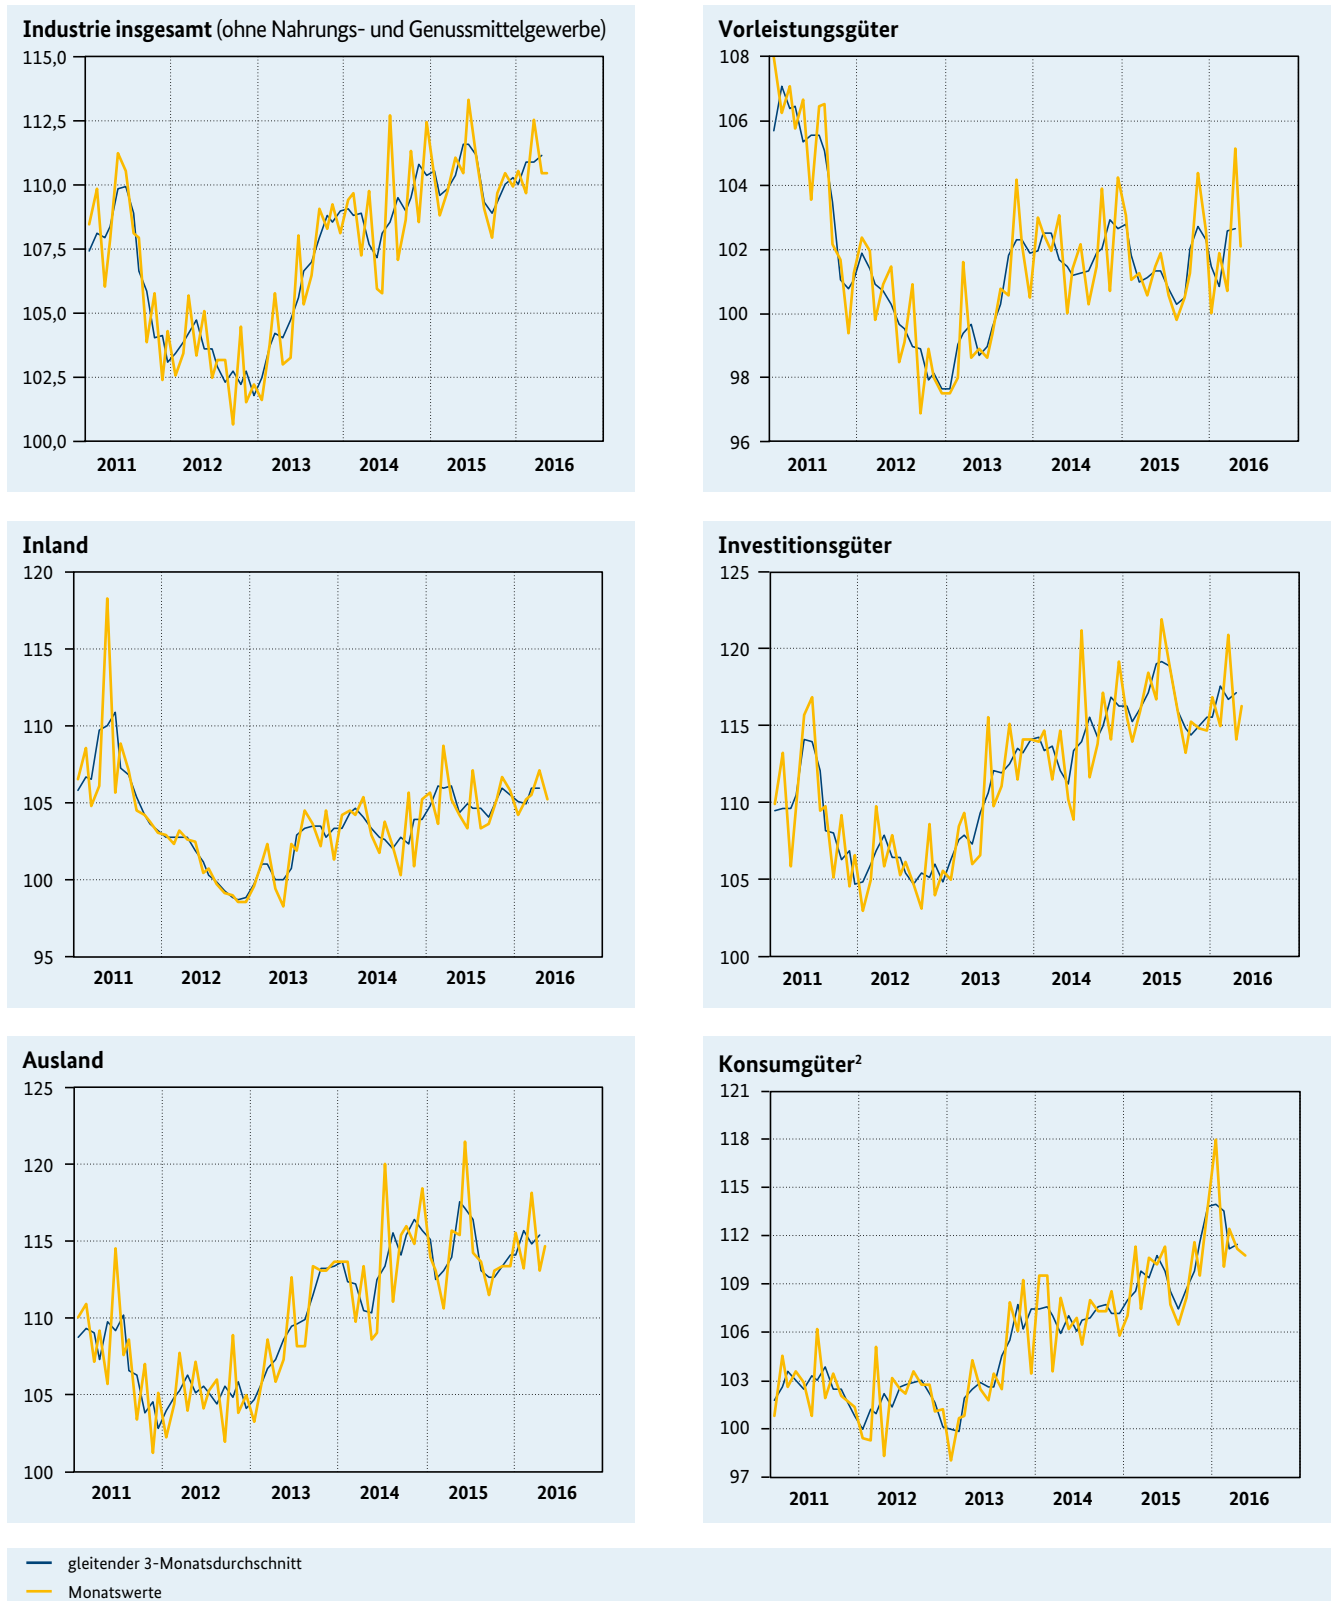 Industrie insgesamt (ohne Nahrungs- und Genussmittelgewerbe)
115,0
112,5
110,0
107,5
105,0
102,5
100,0
2011 2012 2013 2014 2015 2016
Vorleistungsgüter
108
106
104
102
100
98
96
2011 2012 2013 2014 2015 2016
Inland
120
115
110
105
100
95
2011 2012 2013 2014 2015 2016
Investitionsgüter
125
120
115
110
105
100
2011 2012 2013 2014 2015 2016
Ausland
125
120
115
110
105
100
2011 2012 2013 2014 2015 2016
Konsumgüter²
121
118
115
112
109
106
103
100
97
2011 2012 2013 2014 2015 2016
gleitender 3-Monatsdurchschnitt
Monatswerte